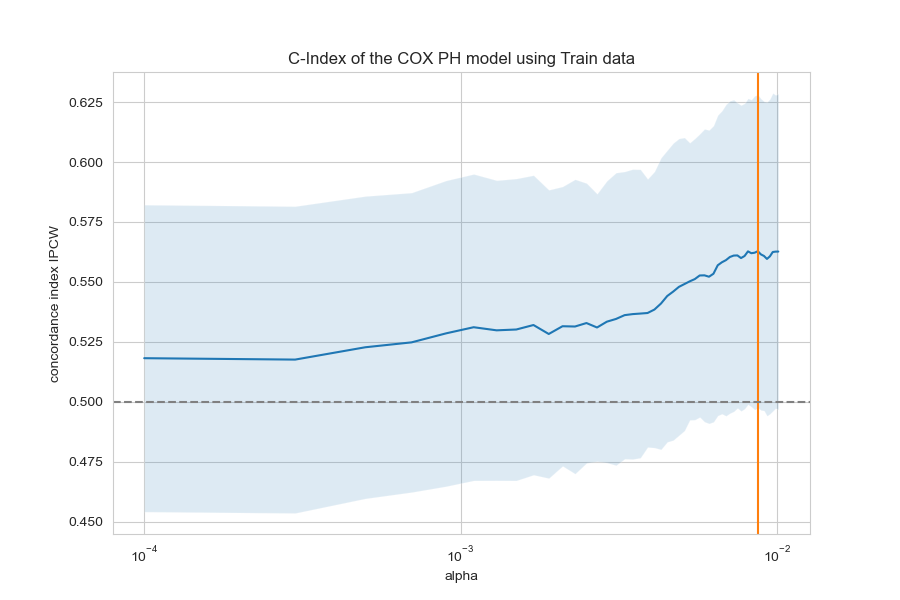 C-Index of the COX PH model using Train data
concordance index IPCW
0.625
0.600
0.575
0.550
0.525
0.500
0.475
0.450
10⁻⁴ 10⁻³ 10⁻²
alpha